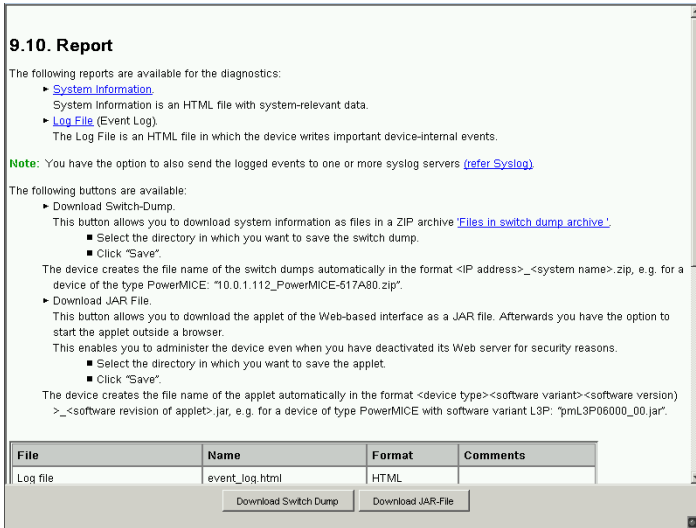 9.10. Report
The following reports are available for the diagnostics:
► System Information.
System Information is an HTML file with system-relevant data.
► Log File (Event Log).
The Log File is an HTML file in which the device writes important device-internal events.
Note: You have the option to also send the logged events to one or more syslog servers (refer Syslog).
The following buttons are available:
► Download Switch-Dump.
This button allows you to download system information as files in a ZIP archive 'Files in switch dump archive '.
■ Select the directory in which you want to save the switch dump.
■ Click "Save".
The device creates the file name of the switch dumps automatically in the format <IP address>_<system name>.zip, e.g. for a
device of the type PowerMICE: "10.0.1.112_PowerMICE-517A80.zip".
► Download JAR File.
This button allows you to download the applet of the Web-based interface as a JAR file. Afterwards you have the option to
start the applet outside a browser.
This enables you to administer the device even when you have deactivated its Web server for security reasons.
■ Select the directory in which you want to save the applet.
■ Click "Save".
The device creates the file name of the applet automatically in the format <device type><software variant><software version)
>_<software revision of applet>.jar, e.g. for a device of type PowerMICE with software variant L3P: "pmL3P06000_00.jar".
File Name Format Comments
Log file event_log.html HTML
Download Switch Dump Download JAR-File